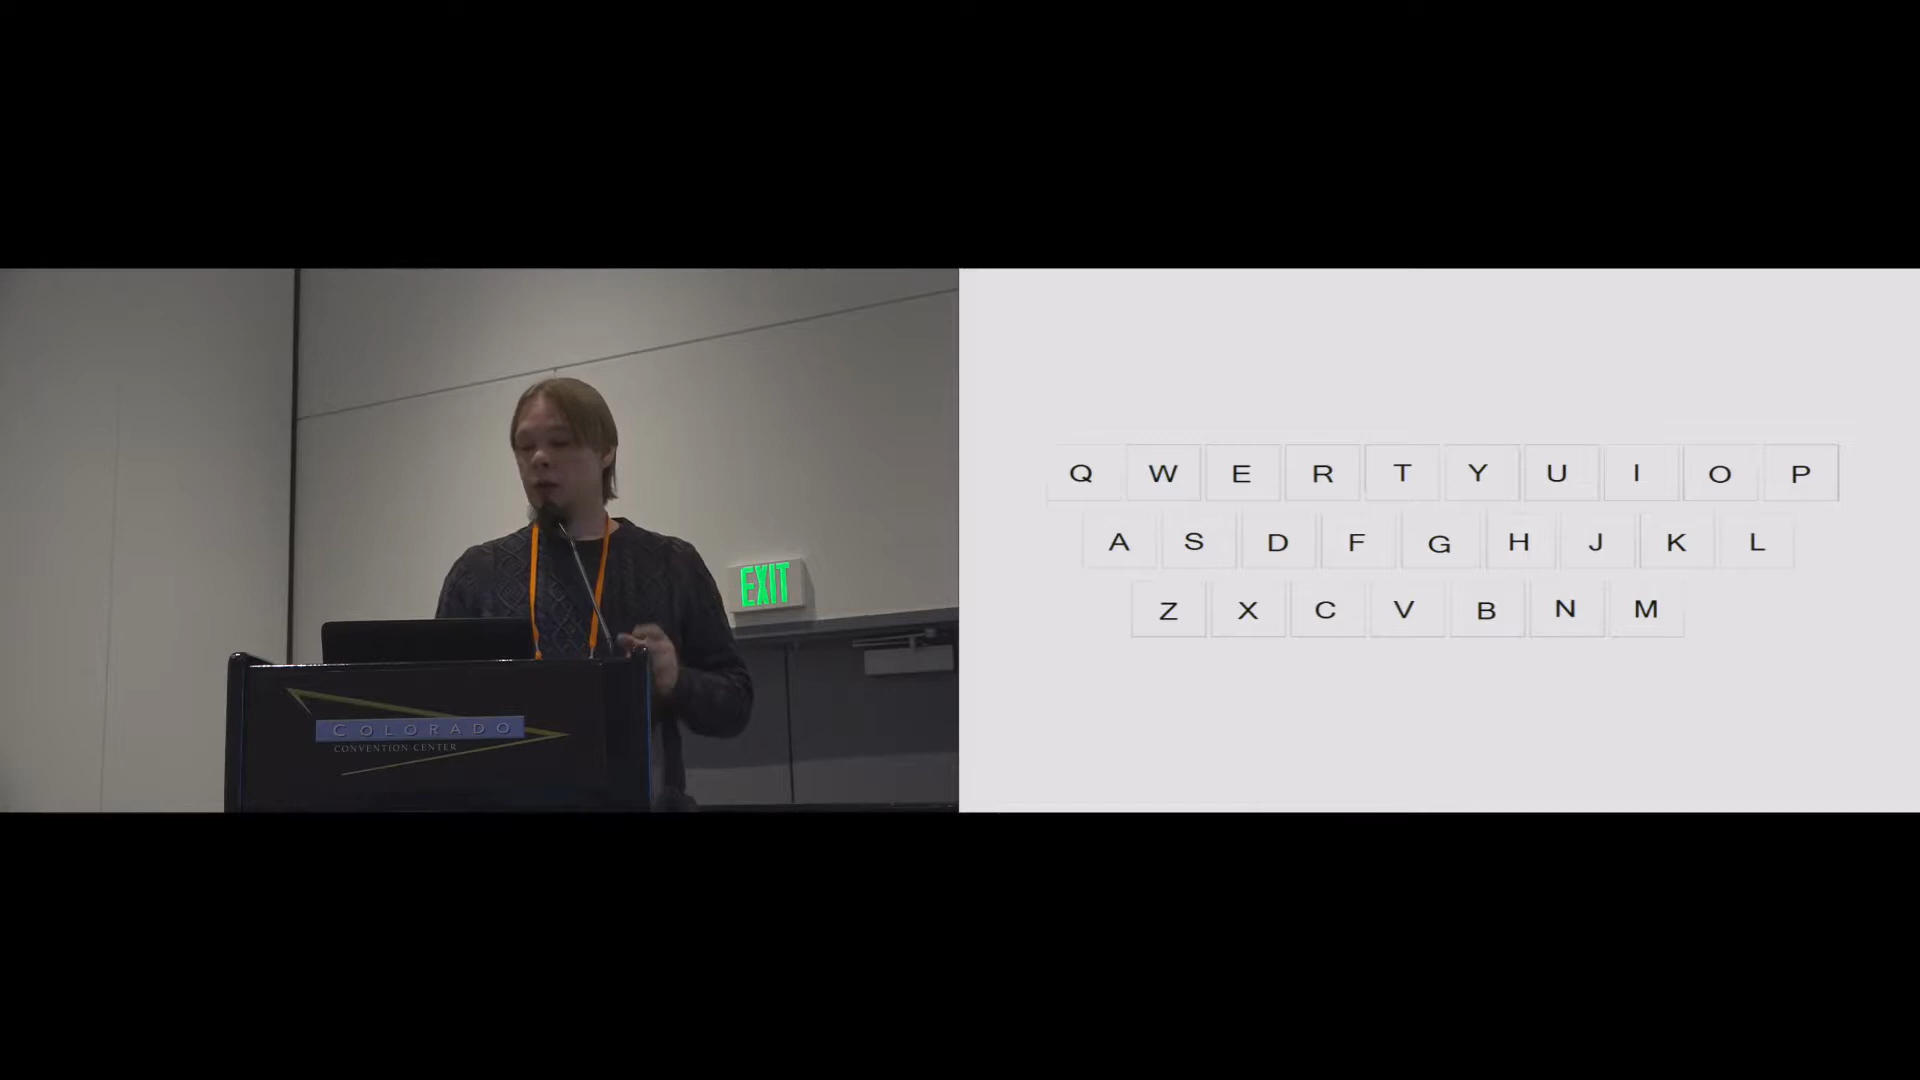 EXIT
COLORADO
CONVENTION CENTER
Q W E R T Y U I O P
A S D F G H J K L
Z X C V B N M